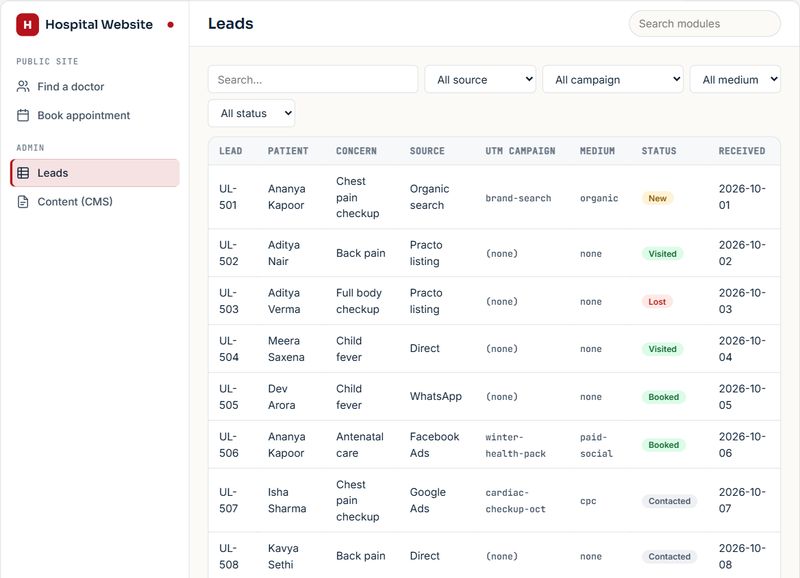 H Hospital Website
PUBLIC SITE
Find a doctor
Book appointment
ADMIN
Leads
Content (CMS)
Leads
Search modules
Search...
All source
All campaign
All medium
All status
LEAD PATIENT CONCERN SOURCE UTM CAMPAIGN MEDIUM STATUS RECEIVED
UL-501 Ananya Kapoor Chest pain checkup Organic search brand-search organic New 2026-10-01
UL-502 Aditya Nair Back pain Practo listing (none) none Visited 2026-10-02
UL-503 Aditya Verma Full body checkup Practo listing (none) none Lost 2026-10-03
UL-504 Meera Saxena Child fever Direct (none) none Visited 2026-10-04
UL-505 Dev Arora Child fever WhatsApp (none) none Booked 2026-10-05
UL-506 Ananya Kapoor Antenatal care Facebook Ads winter-health-pack paid-social Booked 2026-10-06
UL-507 Isha Sharma Chest pain checkup Google Ads cardiac-checkup-oct cpc Contacted 2026-10-07
UL-508 Kavya Sethi Back pain Direct (none) none Contacted 2026-10-08